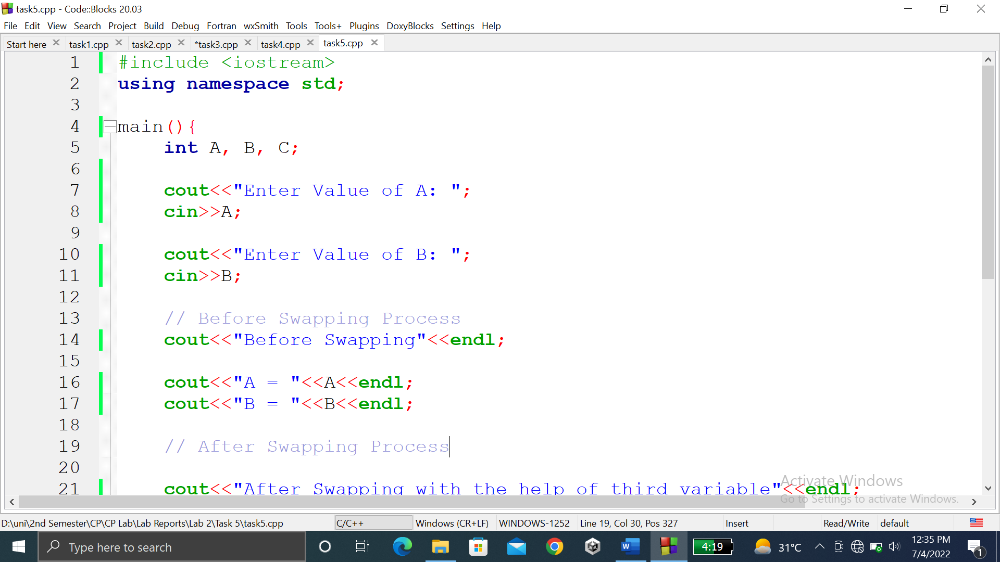 task5.cpp - Code::Blocks 20.03
File Edit View Search Project Build Debug Fortran wxSmith Tools Tools+ Plugins DoxyBlocks Settings Help
Start here task1.cpp task2.cpp *task3.cpp task4.cpp task5.cpp
1 #include <iostream>
2 using namespace std;
3
4 main(){
5 int A, B, C;
6
7 cout<<"Enter Value of A: ";
8 cin>>A;
9
10 cout<<"Enter Value of B: ";
11 cin>>B;
12
13 // Before Swapping Process
14 cout<<"Before Swapping"<<endl;
15
16 cout<<"A = "<<A<<endl;
17 cout<<"B = "<<B<<endl;
18
19 // After Swapping Process
20
21 cout<<"After Swapping with the help of third variable"<<endl;
Activate Windows
Go to Settings to activate Windows.
D:\uni\2nd Semester\CP\CP Lab\Lab Reports\Lab 2\Task 5\task5.cpp C/C++ Windows (CR+LF) WINDOWS-1252 Line 19, Col 30, Pos 327 Insert Read/Write default
Type here to search W 4:19 31°C 12:35 PM
7/4/2022 1